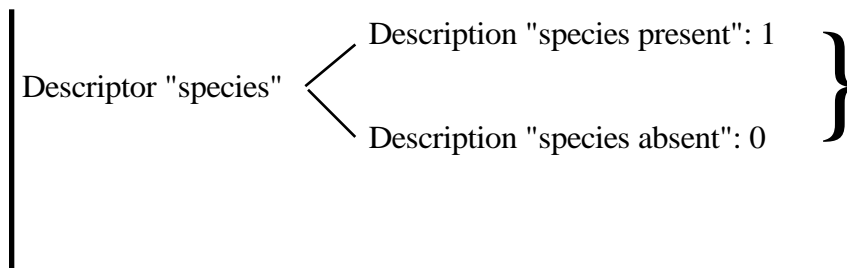 Description "species present": 1
Descriptor "species"
Description "species absent": 0